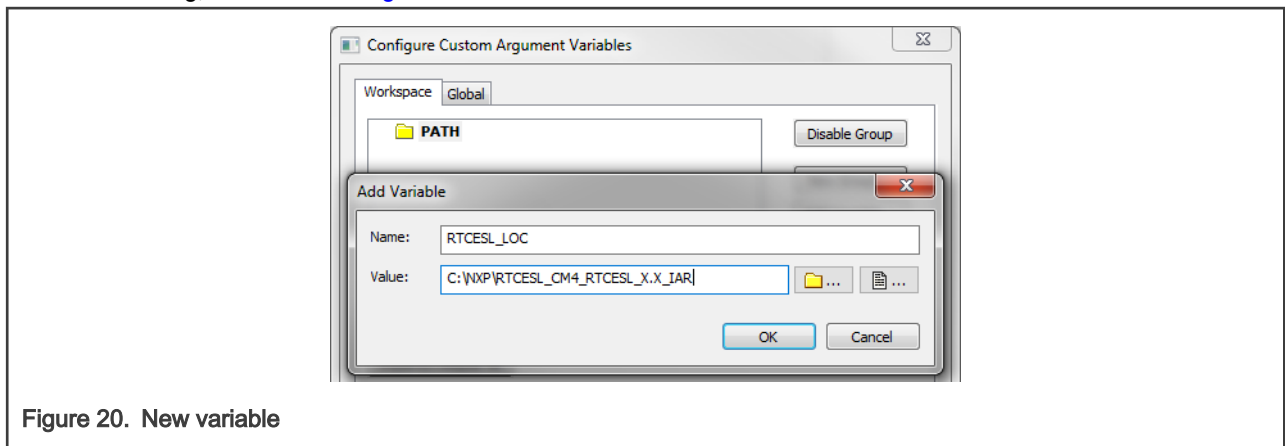 Configure Custom Argument Variables
Workspace Global
PATH
Disable Group
Add Variable
Name: RTCESL_LOC
Value: C:\NXP\RTCESL_CM4_RTCESL_X.X_IAR
... ...
OK Cancel
Figure 20. New variable